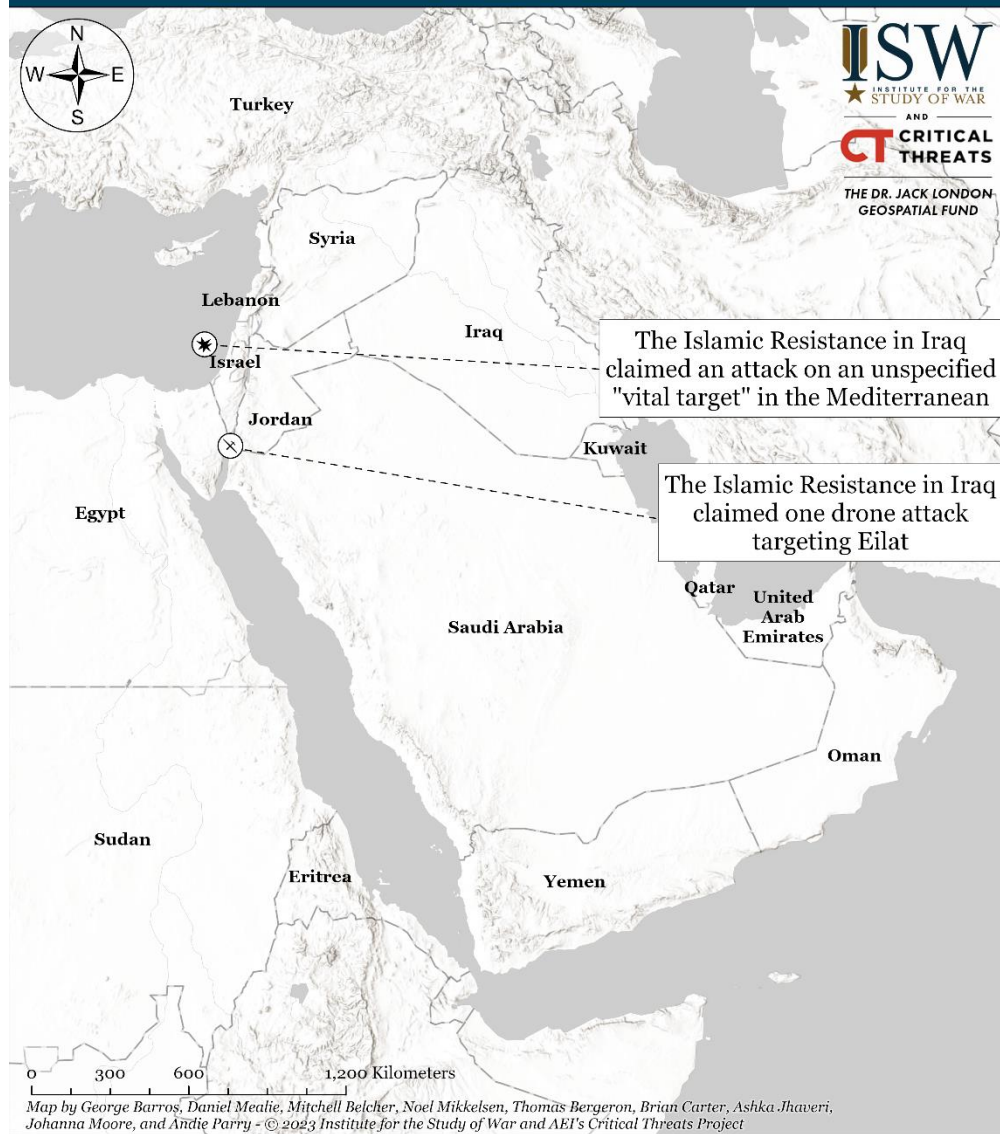 N
W E
S
ISW
INSTITUTE FOR THE
STUDY OF WAR
AND
CT CRITICAL
THREATS
THE DR. JACK LONDON
GEOSPATIAL FUND
Turkey
Syria
Lebanon
Iraq
Israel
The Islamic Resistance in Iraq
claimed an attack on an unspecified
"vital target" in the Mediterranean
Jordan
Kuwait
The Islamic Resistance in Iraq
claimed one drone attack
targeting Eilat
Egypt
Qatar
United
Arab
Emirates
Saudi Arabia
Oman
Sudan
Eritrea
Yemen
0 300 600 1,200 Kilometers
Map by George Barros, Daniel Mealie, Mitchell Belcher, Noel Mikkelsen, Thomas Bergeron, Brian Carter, Ashka Jhaveri,
Johanna Moore, and Andie Parry - © 2023 Institute for the Study of War and AEI's Critical Threats Project